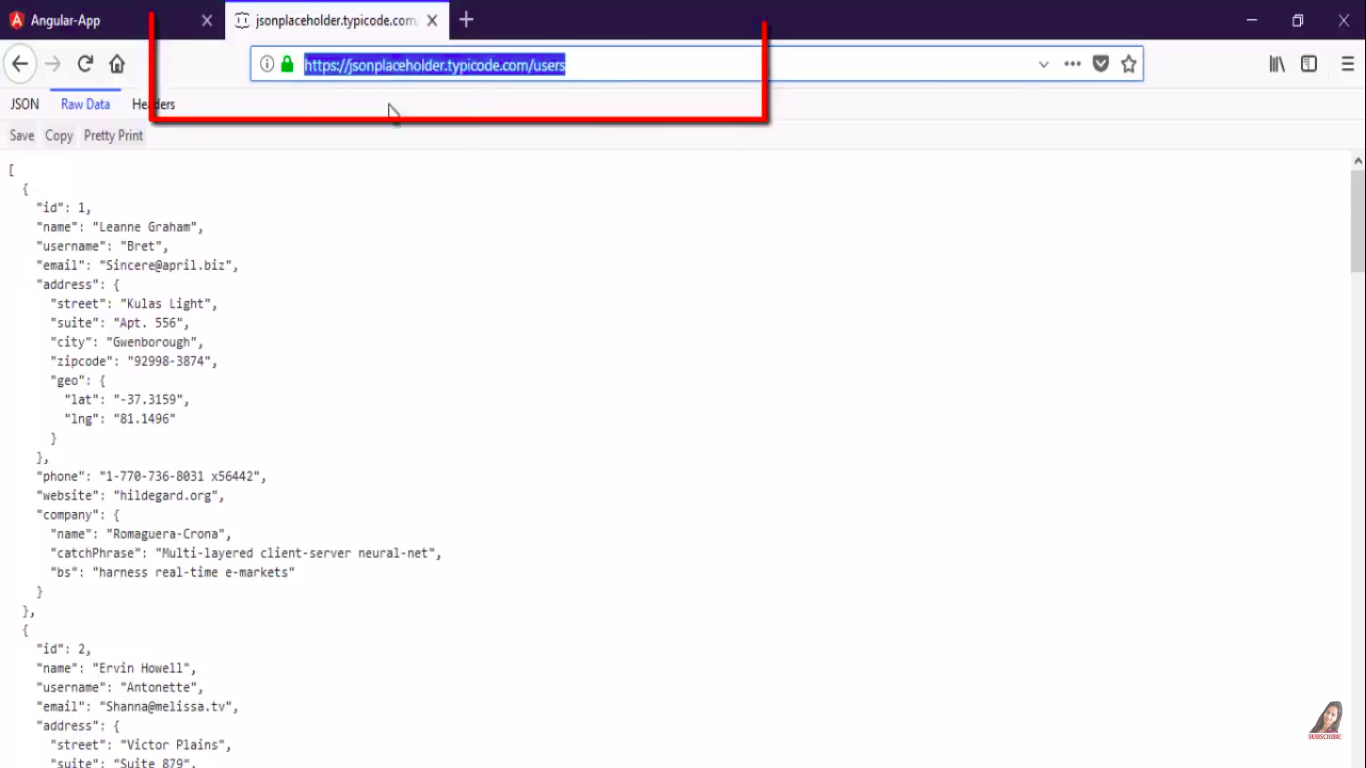 Angular-App
jsonplaceholder.typicode.com
https://jsonplaceholder.typicode.com/users
JSON Raw Data Headers
Save Copy Pretty Print
[
{
"id": 1,
"name": "Leanne Graham",
"username": "Bret",
"email": "Sincere@april.biz",
"address": {
"street": "Kulas Light",
"suite": "Apt. 556",
"city": "Gwenborough",
"zipcode": "92998-3874",
"geo": {
"lat": "-37.3159",
"lng": "81.1496"
}
},
"phone": "1-770-736-8031 x56442",
"website": "hildegard.org",
"company": {
"name": "Romaguera-Crona",
"catchPhrase": "Multi-layered client-server neural-net",
"bs": "harness real-time e-markets"
}
},
{
"id": 2,
"name": "Ervin Howell",
"username": "Antonette",
"email": "Shanna@melissa.tv",
"address": {
"street": "Victor Plains",
"suite": "Suite 879",
SUBSCRIBE